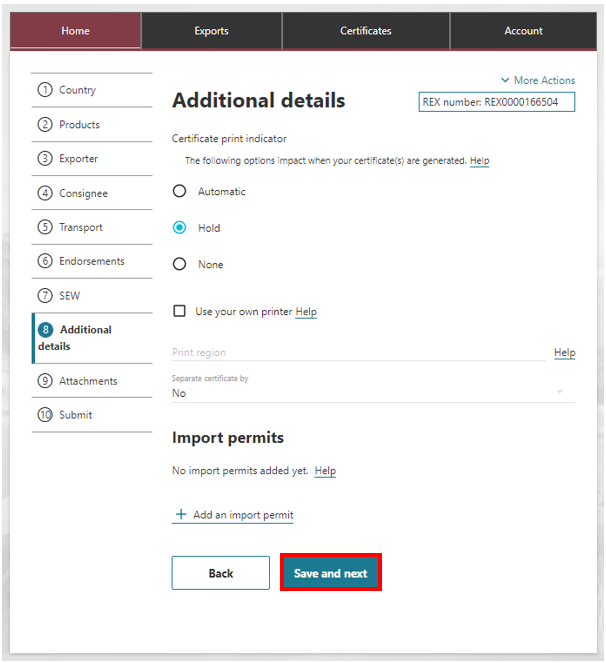 Home Exports Certificates Account
1 Country
2 Products
3 Exporter
4 Consignee
5 Transport
6 Endorsements
7 SEW
8 Additional
details
9 Attachments
10 Submit
More Actions
Additional details
REX number: REX0000166504
Certificate print indicator
The following options impact when your certificate(s) are generated. Help
Automatic
Hold
None
Use your own printer Help
Print region Help
Separate certificate by
No
Import permits
No import permits added yet. Help
+ Add an import permit
Back Save and next